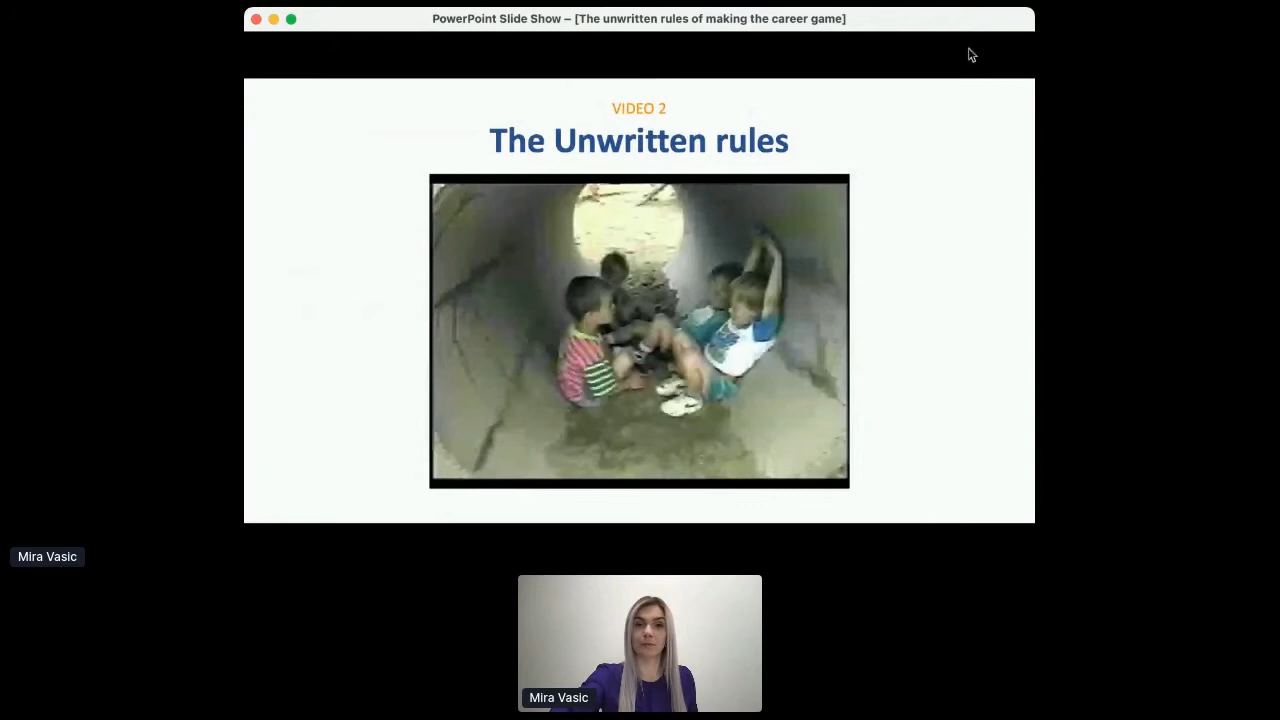 PowerPoint Slide Show – [The unwritten rules of making the career game]
VIDEO 2
The Unwritten rules
Mira Vasic
Mira Vasic